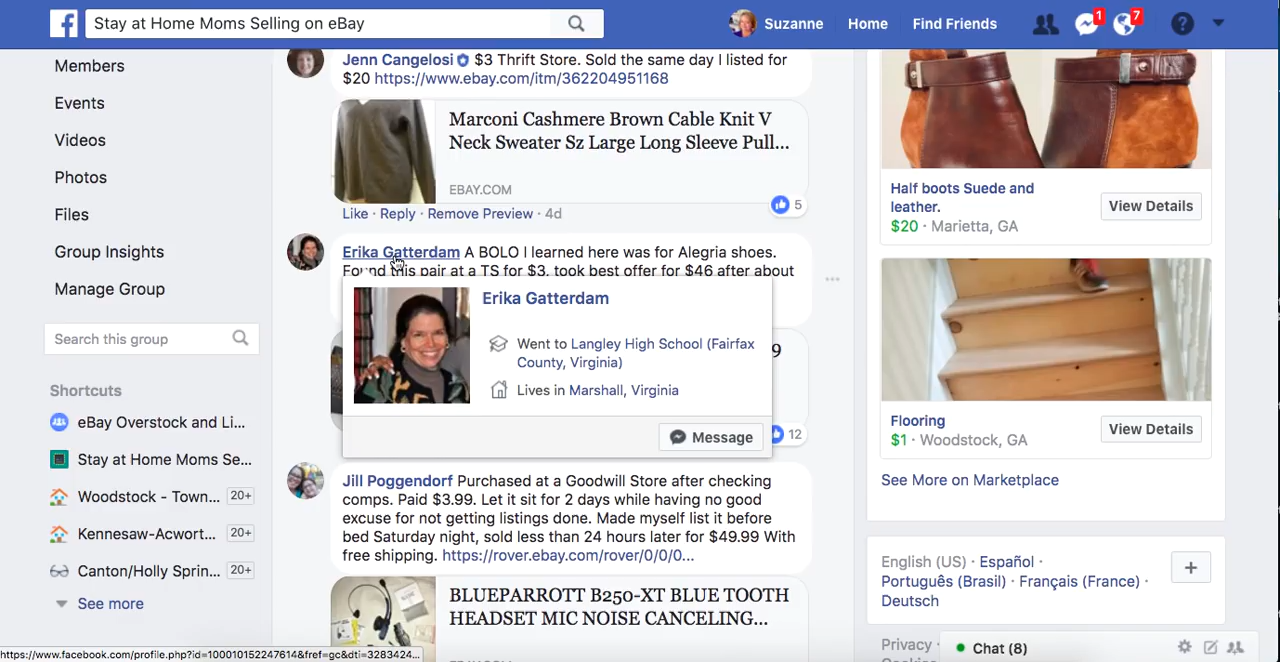 Stay at Home Moms Selling on eBay
Suzanne
Home
Find Friends
1
7
Members
Events
Videos
Photos
Files
Group Insights
Manage Group
Search this group
Shortcuts
eBay Overstock and Li...
Stay at Home Moms Se...
Woodstock - Town... 20+
Kennesaw-Acwort... 20+
Canton/Holly Sprin... 20+
See more
https://www.facebook.com/profile.php?id=100010152247614&fref=gc&dti=3283424...
Jenn Cangelosi $3 Thrift Store. Sold the same day I listed for
$20 https://www.ebay.com/itm/362204951168
Marconi Cashmere Brown Cable Knit V
Neck Sweater Sz Large Long Sleeve Pull...
EBAY.COM
Like · Reply · Remove Preview · 4d
5
Erika Gatterdam A BOLO I learned here was for Alegria shoes.
Found this pair at a TS for $3. took best offer for $46 after about
Erika Gatterdam
Went to Langley High School (Fairfax
County, Virginia)
9
Lives in Marshall, Virginia
Message
12
Jill Poggendorf Purchased at a Goodwill Store after checking
comps. Paid $3.99. Let it sit for 2 days while having no good
excuse for not getting listings done. Made myself list it before
bed Saturday night, sold less than 24 hours later for $49.99 With
free shipping. https://rover.ebay.com/rover/0/0/0...
BLUEPARROTT B250-XT BLUE TOOTH
HEADSET MIC NOISE CANCELING...
Half boots Suede and
leather.
$20 · Marietta, GA
View Details
Flooring
$1 · Woodstock, GA
View Details
See More on Marketplace
English (US) · Español ·
Português (Brasil) · Français (France) ·
Deutsch
Privacy
Chat (8)